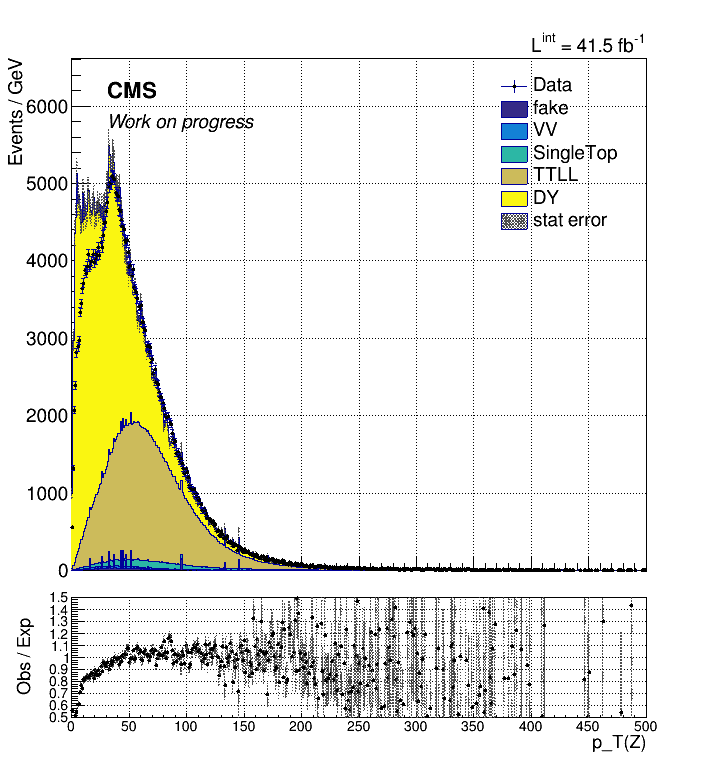 L^int = 41.5 fb^-1
Events / GeV
CMS
Work on progress
Data
fake
VV
SingleTop
TTLL
DY
stat error
6000
5000
4000
3000
2000
1000
0
Obs / Exp
1.5
1.4
1.3
1.2
1.1
1
0.9
0.8
0.7
0.6
0.5
0 50 100 150 200 250 300 350 400 450 500
p_T(Z)